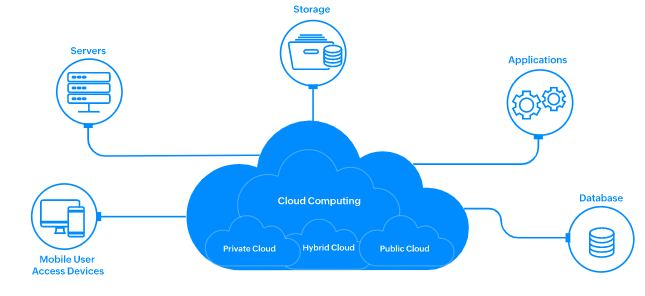 Storage
Servers
Applications
Cloud Computing
Database
Private Cloud
Hybrid Cloud
Public Cloud
Mobile User
Access Devices